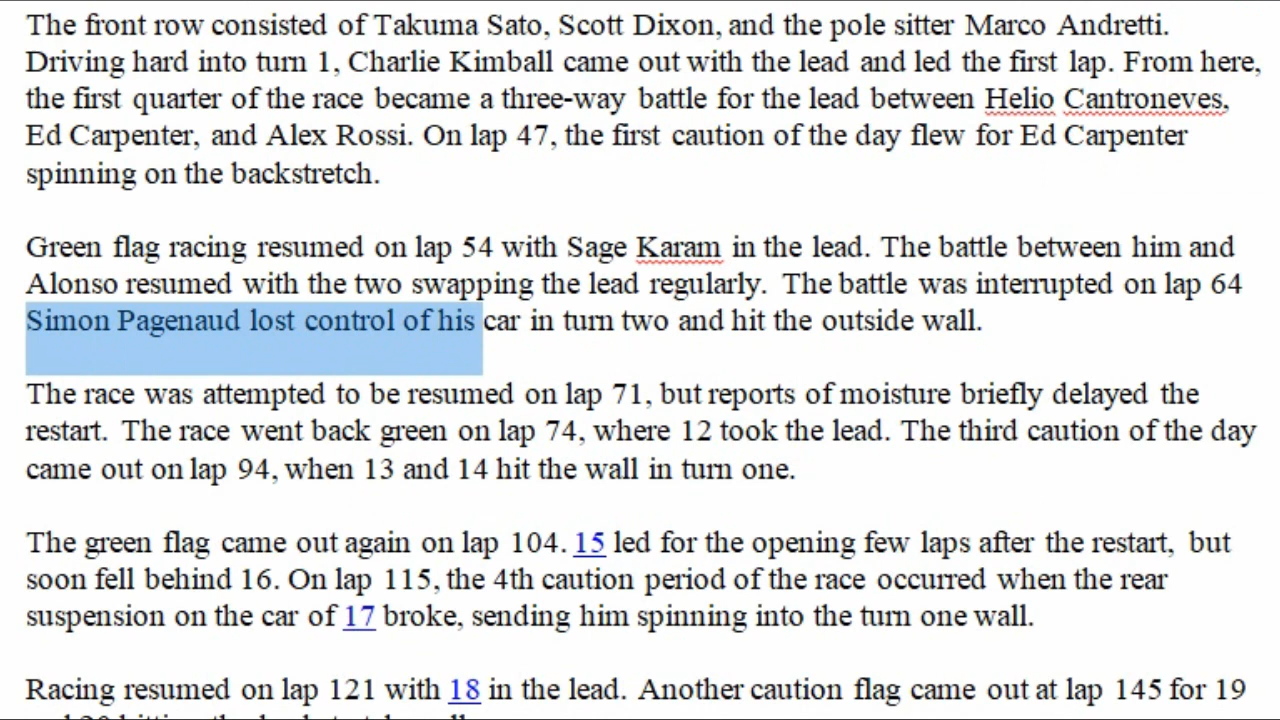 The front row consisted of Takuma Sato, Scott Dixon, and the pole sitter Marco Andretti.
Driving hard into turn 1, Charlie Kimball came out with the lead and led the first lap. From here,
the first quarter of the race became a three-way battle for the lead between Helio Cantroneves,
Ed Carpenter, and Alex Rossi. On lap 47, the first caution of the day flew for Ed Carpenter
spinning on the backstretch.
Green flag racing resumed on lap 54 with Sage Karam in the lead. The battle between him and
Alonso resumed with the two swapping the lead regularly. The battle was interrupted on lap 64
Simon Pagenaud lost control of his car in turn two and hit the outside wall.
The race was attempted to be resumed on lap 71, but reports of moisture briefly delayed the
restart. The race went back green on lap 74, where 12 took the lead. The third caution of the day
came out on lap 94, when 13 and 14 hit the wall in turn one.
The green flag came out again on lap 104. 15 led for the opening few laps after the restart, but
soon fell behind 16. On lap 115, the 4th caution period of the race occurred when the rear
suspension on the car of 17 broke, sending him spinning into the turn one wall.
Racing resumed on lap 121 with 18 in the lead. Another caution flag came out at lap 145 for 19